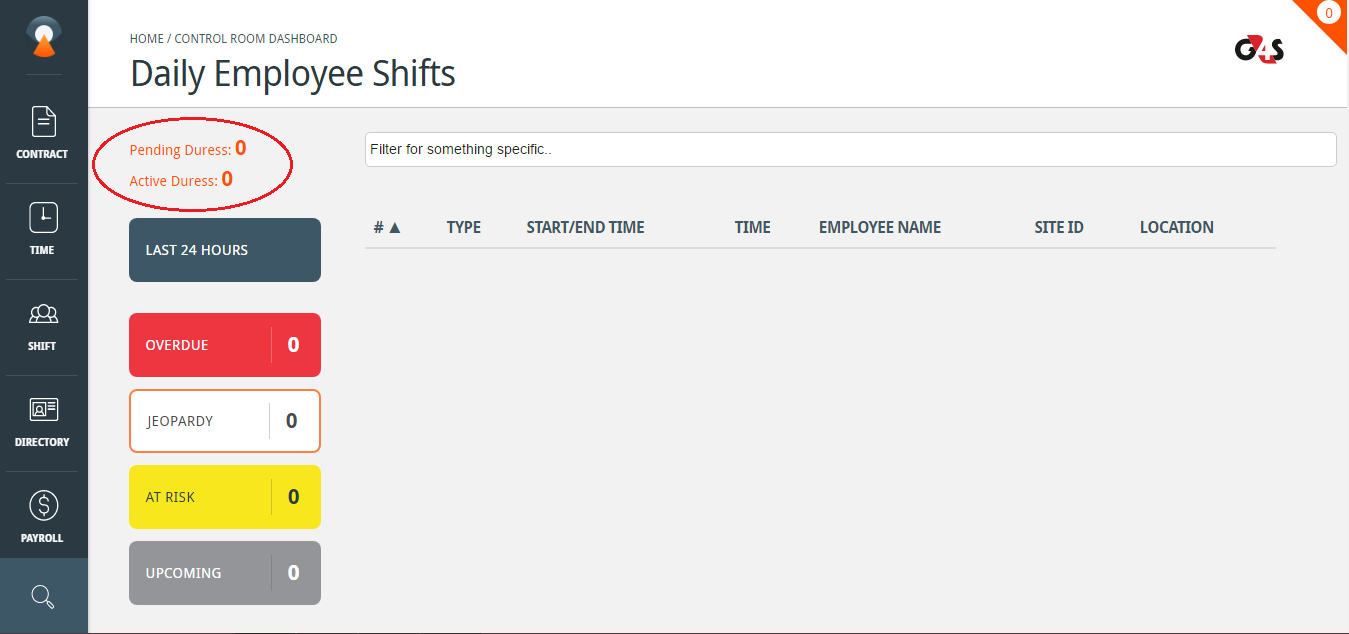 0
HOME / CONTROL ROOM DASHBOARD
G4S
Daily Employee Shifts
CONTRACT
TIME
SHIFT
DIRECTORY
PAYROLL
Pending Duress: 0
Active Duress: 0
LAST 24 HOURS
OVERDUE 0
JEOPARDY 0
AT RISK 0
UPCOMING 0
Filter for something specific..
# ▲ TYPE START/END TIME TIME EMPLOYEE NAME SITE ID LOCATION